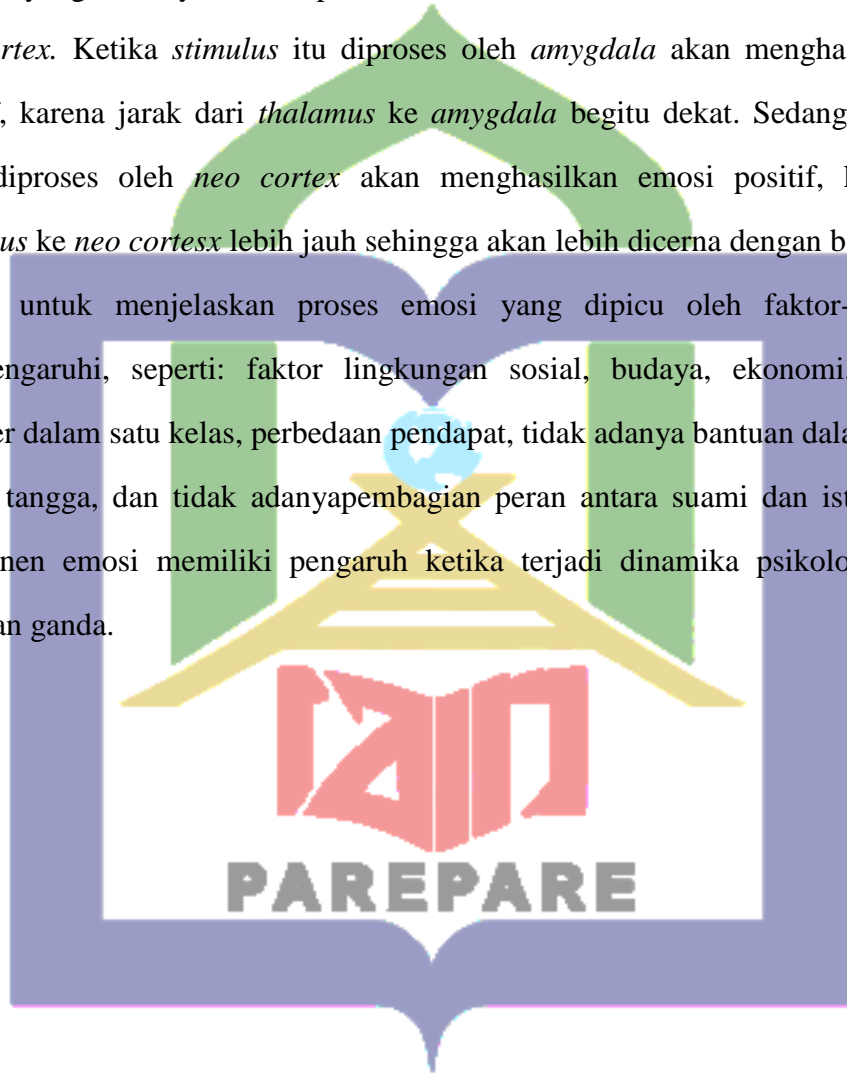 rtex. Ketika stimulus itu diproses oleh amygdala akan mengha
, karena jarak dari thalamus ke amygdala begitu dekat. Sedang
diproses oleh neo cortex akan menghasilkan emosi positif,
us ke neo cortesx lebih jauh sehingga akan lebih dicerna dengan b
untuk menjelaskan proses emosi yang dipicu oleh faktor-
engaruhi, seperti: faktor lingkungan sosial, budaya, ekonomi,
er dalam satu kelas, perbedaan pendapat, tidak adanya bantuan dala
tangga, dan tidak adanyapembagian peran antara suami dan ist
nen emosi memiliki pengaruh ketika terjadi dinamika psikolo
an ganda.
iain
PAREPARE